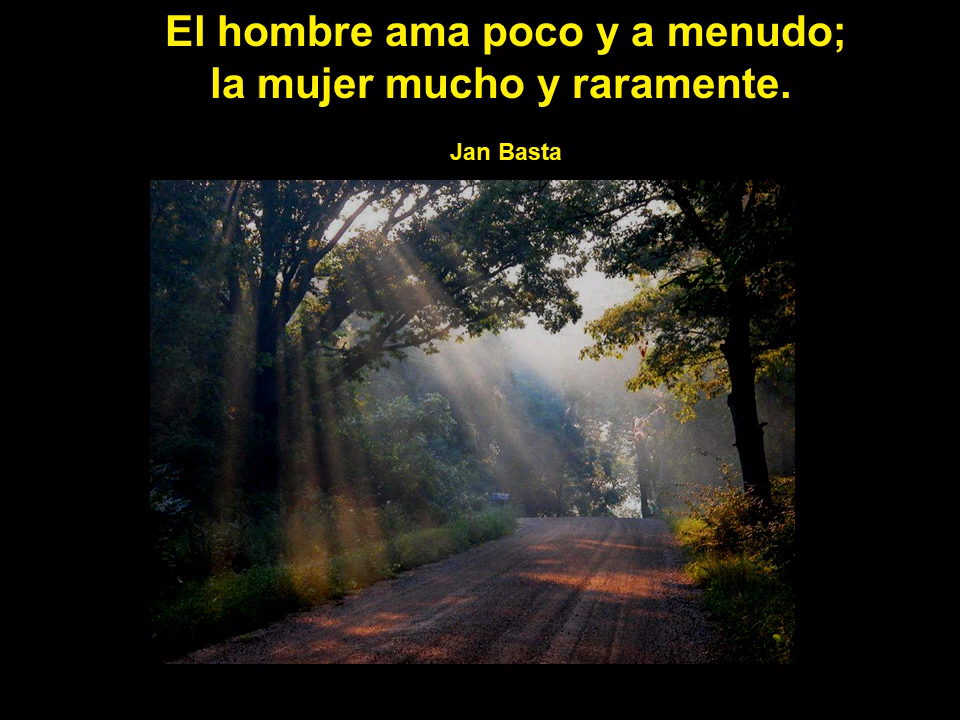 El hombre ama poco y a menudo;
la mujer mucho y raramente.
Jan Basta